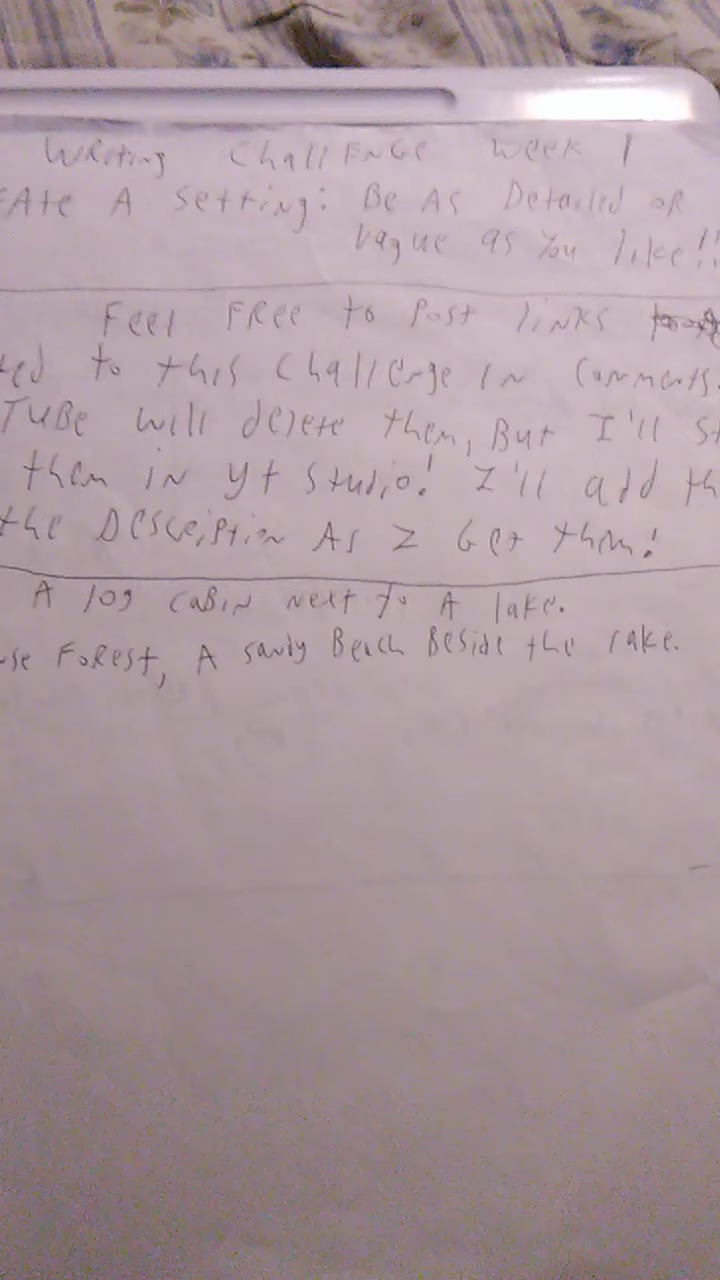 Writing Challenge Week 1
eate A Setting: Be As Detailed or
vague as You like!!
Feel Free to Post links
ted to this Challenge in Comments.
Tube will delete them, But I'll St
them in yt Studio! I'll add th
the Description As I Get them!
A log cabin next to A lake.
nse Forest, A sandy Beach Beside the lake.